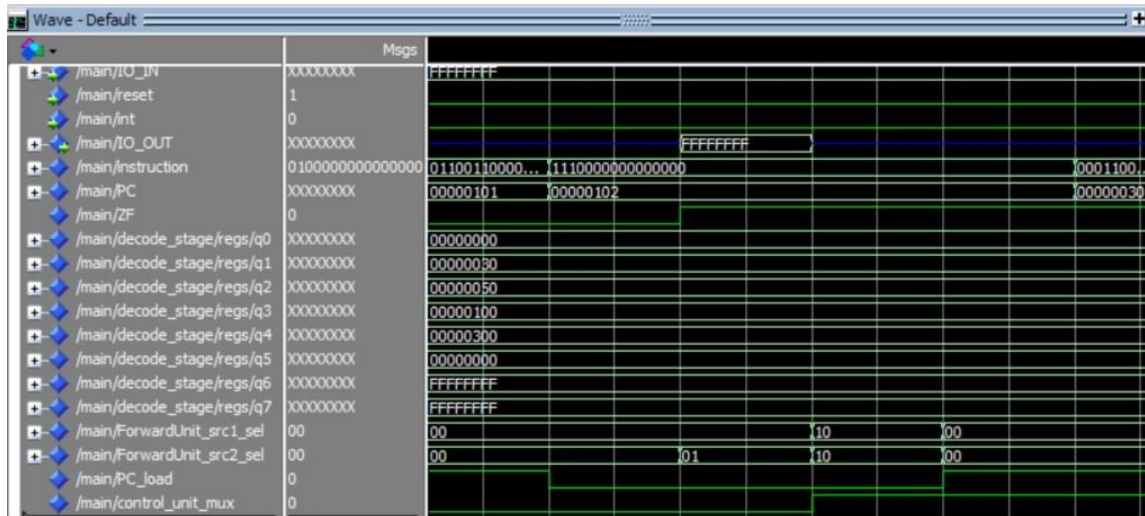 Wave - Default
Msgs
/main/IO_IN XXXXXXXX FFFFFFFF
/main/reset 1
/main/int 0
/main/IO_OUT XXXXXXXX FFFFFFFF
/main/instruction 0100000000000000 01100110000... 1110000000000000 0001100...
/main/PC XXXXXXXX 00000101 00000102 00000030
/main/ZF 0
/main/decode_stage/regs/q0 XXXXXXXX 00000000
/main/decode_stage/regs/q1 XXXXXXXX 00000030
/main/decode_stage/regs/q2 XXXXXXXX 00000050
/main/decode_stage/regs/q3 XXXXXXXX 00000100
/main/decode_stage/regs/q4 XXXXXXXX 00000300
/main/decode_stage/regs/q5 XXXXXXXX 00000000
/main/decode_stage/regs/q6 XXXXXXXX FFFFFFFF
/main/decode_stage/regs/q7 XXXXXXXX FFFFFFFF
/main/ForwardUnit_src1_sel 00 00 10 00
/main/ForwardUnit_src2_sel 00 00 01 10 00
/main/PC_load 0
/main/control_unit_mux 0